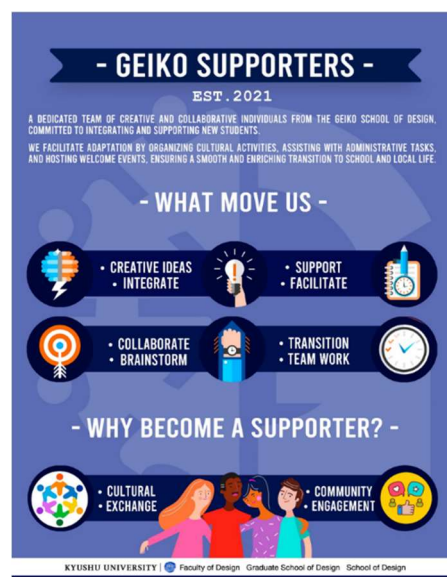 - GEIKO SUPPORTERS -
EST.2021
A DEDICATED TEAM OF CREATIVE AND COLLABORATIVE INDIVIDUALS FROM THE GEIKO SCHOOL OF DESIGN,
COMMITTED TO INTEGRATING AND SUPPORTING NEW STUDENTS.
WE FACILITATE ADAPTATION BY ORGANIZING CULTURAL ACTIVITIES, ASSISTING WITH ADMINISTRATIVE TASKS,
AND HOSTING WELCOME EVENTS, ENSURING A SMOOTH AND ENRICHING TRANSITION TO SCHOOL AND LOCAL LIFE.
- WHAT MOVE US -
• CREATIVE IDEAS
• INTEGRATE
• SUPPORT
• FACILITATE
• COLLABORATE
• BRAINSTORM
• TRANSITION
• TEAM WORK
- WHY BECOME A SUPPORTER? -
• CULTURAL
• EXCHANGE
• COMMUNITY
• ENGAGEMENT
KYUSHU UNIVERSITY | Faculty of Design Graduate School of Design School of Design